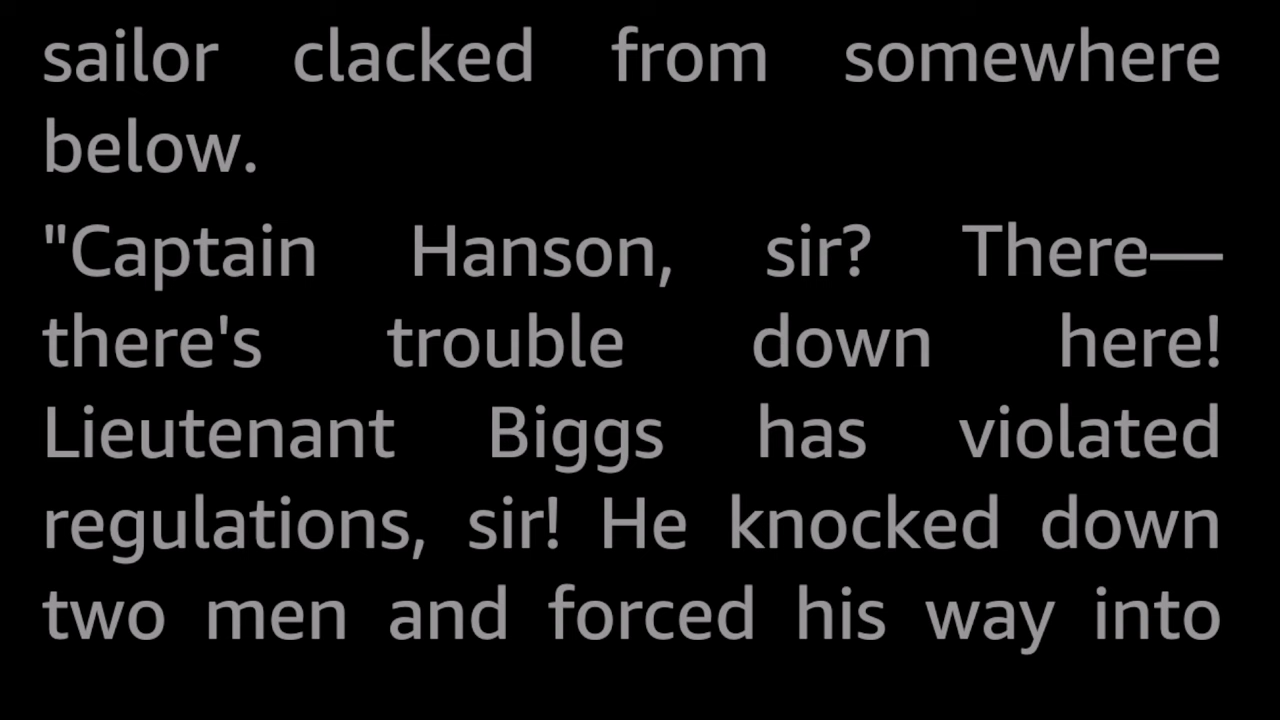 sailor clacked from somewhere
below.
"Captain Hanson, sir? There—
there's trouble down here!
Lieutenant Biggs has violated
regulations, sir! He knocked down
two men and forced his way into